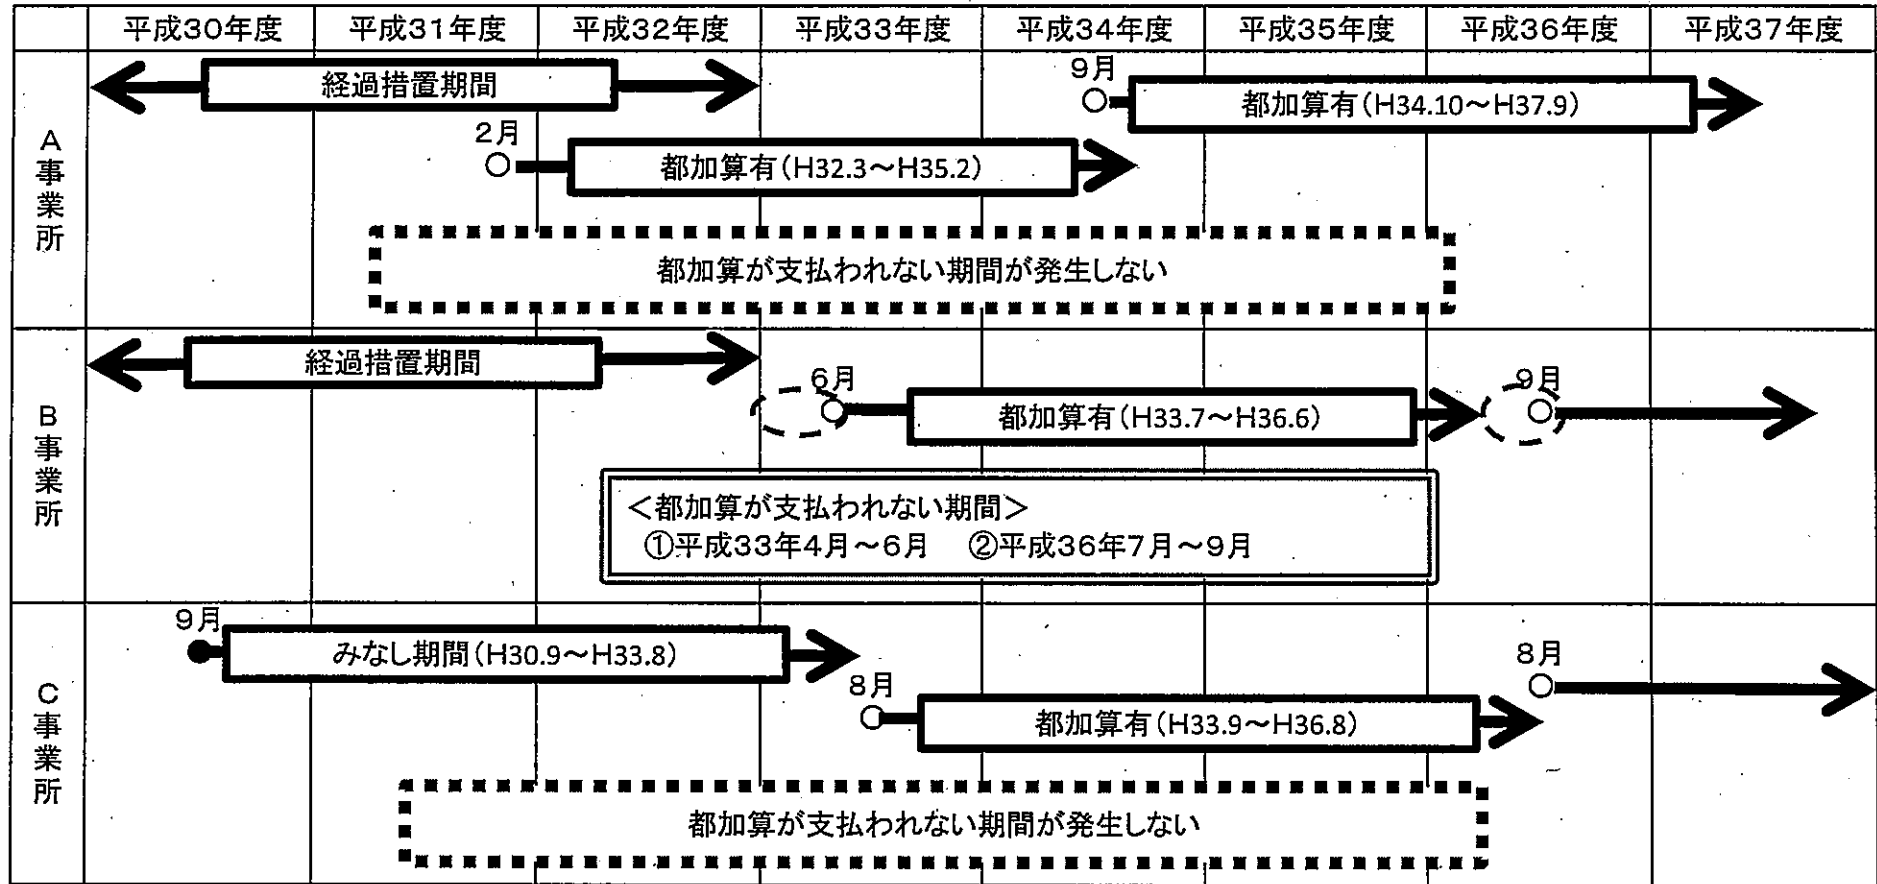 平成30年度 平成31年度 平成32年度 平成33年度 平成34年度 平成35年度 平成36年度 平成37年度
A事業所
経過措置期間
9月
都加算有(H34.10～H37.9)
2月
都加算有(H32.3～H35.2)
都加算が支払われない期間が発生しない
B事業所
経過措置期間
6月
都加算有(H33.7～H36.6)
9月
＜都加算が支払われない期間＞
①平成33年4月～6月 ②平成36年7月～9月
C事業所
9月
みなし期間(H30.9～H33.8)
8月
都加算有(H33.9～H36.8)
8月
都加算が支払われない期間が発生しない